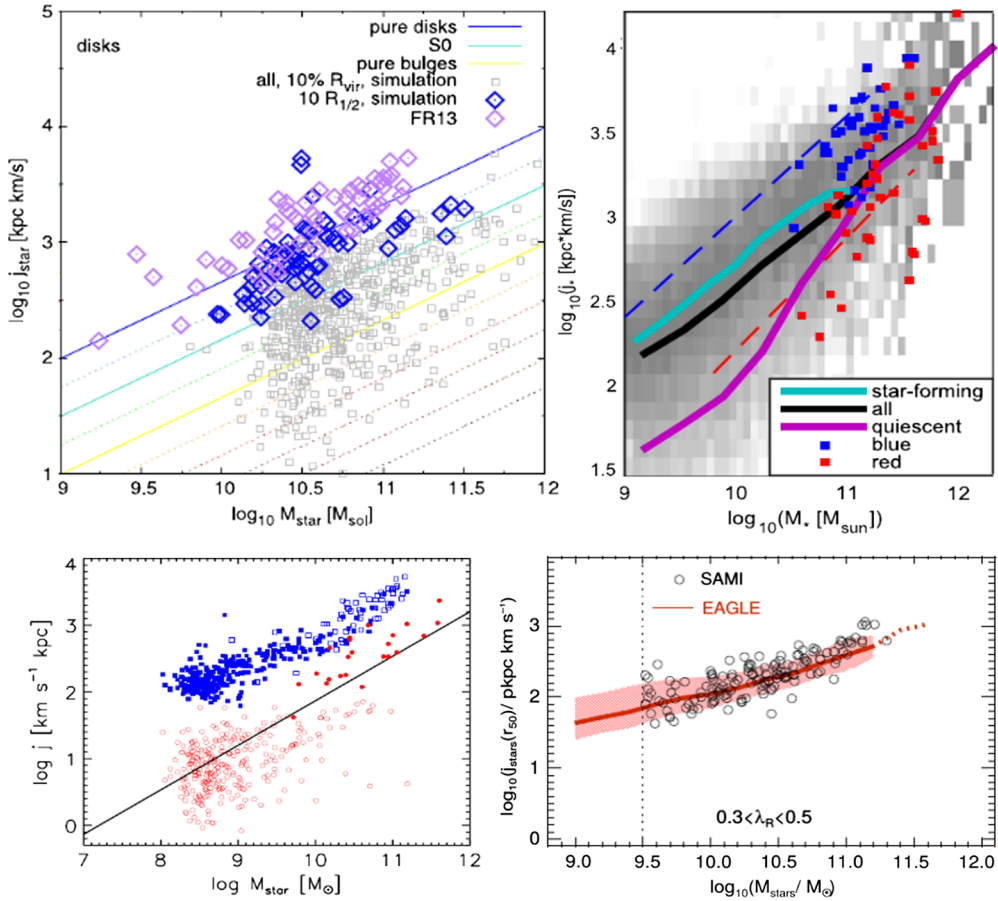 disks
pure disks
S0
pure bulges
all, 10% R_vir, simulation
10 R_1/2, simulation
FR13
log_10 j_star [kpc km/s]
5
4
3
2
1
9 9.5 10 10.5 11 11.5 12
log_10 M_star [M_sol]
log_10(j_* [kpc*km/s])
4
3.5
3
2.5
2
1.5
star-forming
all
quiescent
blue
red
9 10 11 12
log_10(M_* [M_sun])
log j [km s^-1 kpc]
4
3
2
1
0
7 8 9 10 11 12
log M_star [M_⊙]
log_10(j_stars(r_50)/ pkpc km s^-1)
4
3
2
1
0
SAMI
EAGLE
0.3<λ_R<0.5
9.0 9.5 10.0 10.5 11.0 11.5 12.0
log_10(M_stars/ M_⊙)